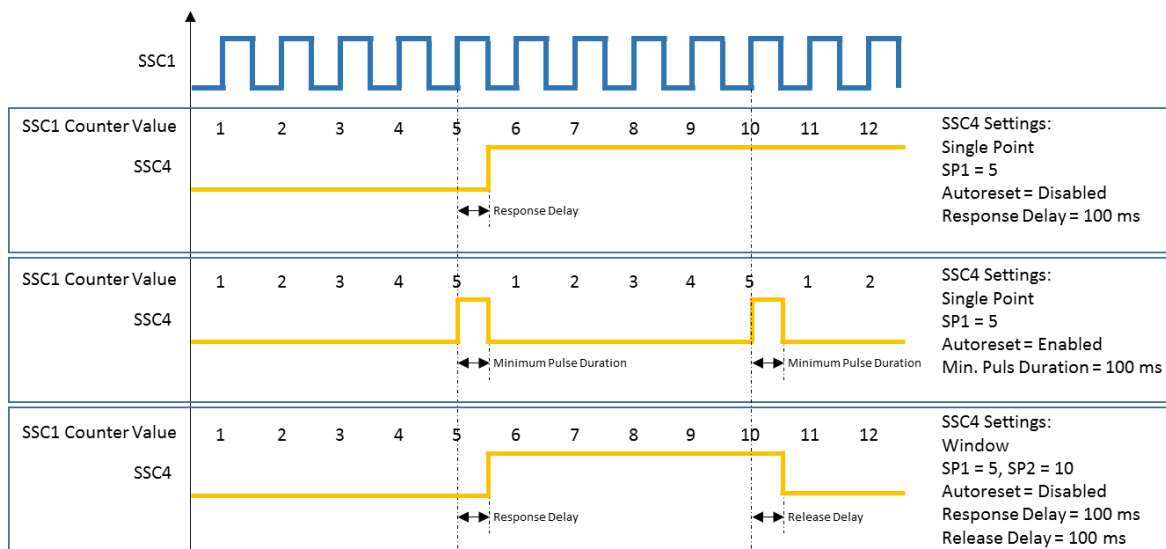 SSC1
SSC1 Counter Value 1 2 3 4 5 6 7 8 9 10 11 12
SSC4
Response Delay
SSC4 Settings:
Single Point
SP1 = 5
Autoreset = Disabled
Response Delay = 100 ms
SSC1 Counter Value 1 2 3 4 5 1 2 3 4 5 1 2
SSC4
Minimum Pulse Duration Minimum Pulse Duration
SSC4 Settings:
Single Point
SP1 = 5
Autoreset = Enabled
Min. Puls Duration = 100 ms
SSC1 Counter Value 1 2 3 4 5 6 7 8 9 10 11 12
SSC4
Response Delay Release Delay
SSC4 Settings:
Window
SP1 = 5, SP2 = 10
Autoreset = Disabled
Response Delay = 100 ms
Release Delay = 100 ms